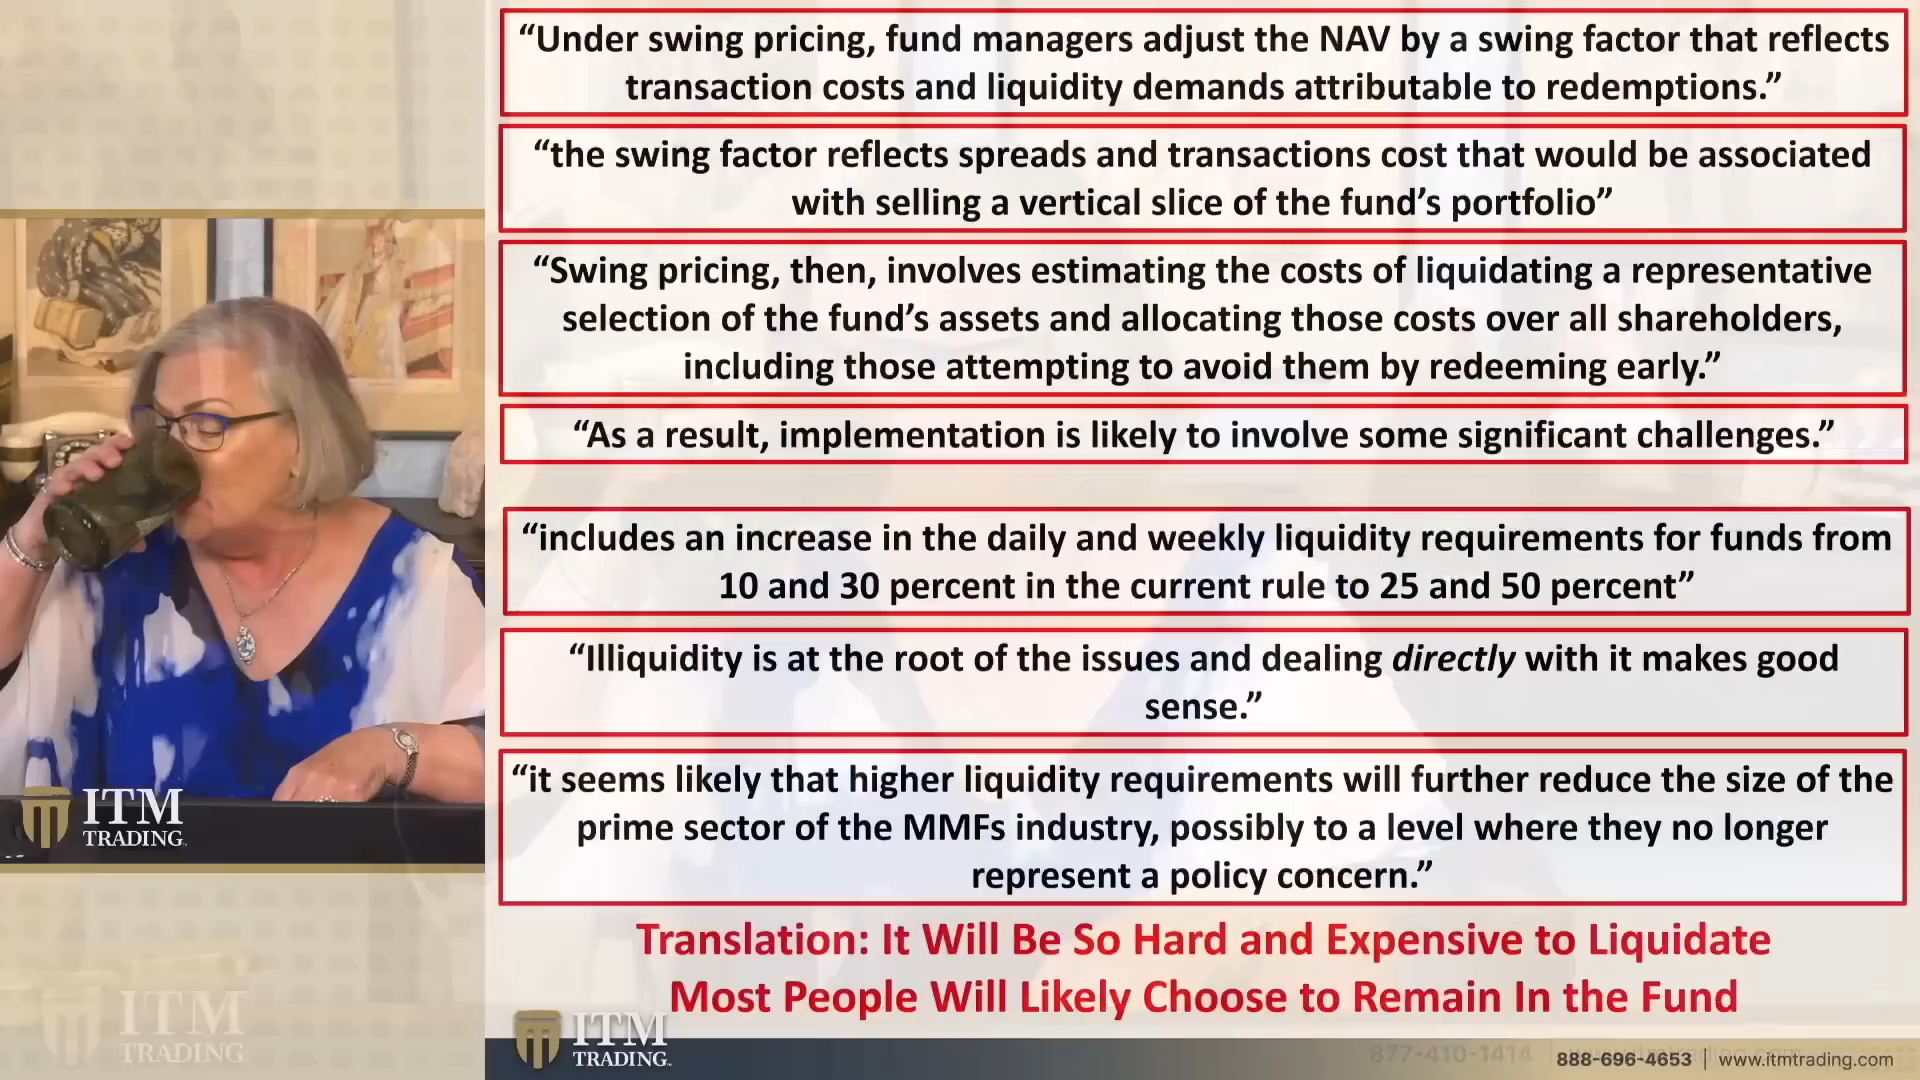 “Under swing pricing, fund managers adjust the NAV by a swing factor that reflects
transaction costs and liquidity demands attributable to redemptions.”
“the swing factor reflects spreads and transactions cost that would be associated
with selling a vertical slice of the fund’s portfolio”
“Swing pricing, then, involves estimating the costs of liquidating a representative
selection of the fund’s assets and allocating those costs over all shareholders,
including those attempting to avoid them by redeeming early.”
“As a result, implementation is likely to involve some significant challenges.”
“includes an increase in the daily and weekly liquidity requirements for funds from
10 and 30 percent in the current rule to 25 and 50 percent”
“Illiquidity is at the root of the issues and dealing directly with it makes good
sense.”
“it seems likely that higher liquidity requirements will further reduce the size of the
prime sector of the MMFs industry, possibly to a level where they no longer
represent a policy concern.”
Translation: It Will Be So Hard and Expensive to Liquidate
Most People Will Likely Choose to Remain In the Fund
ITM
TRADING
ITM
TRADING
ITM
TRADING
877-410-1414
888-696-4653 | www.itmtrading.com